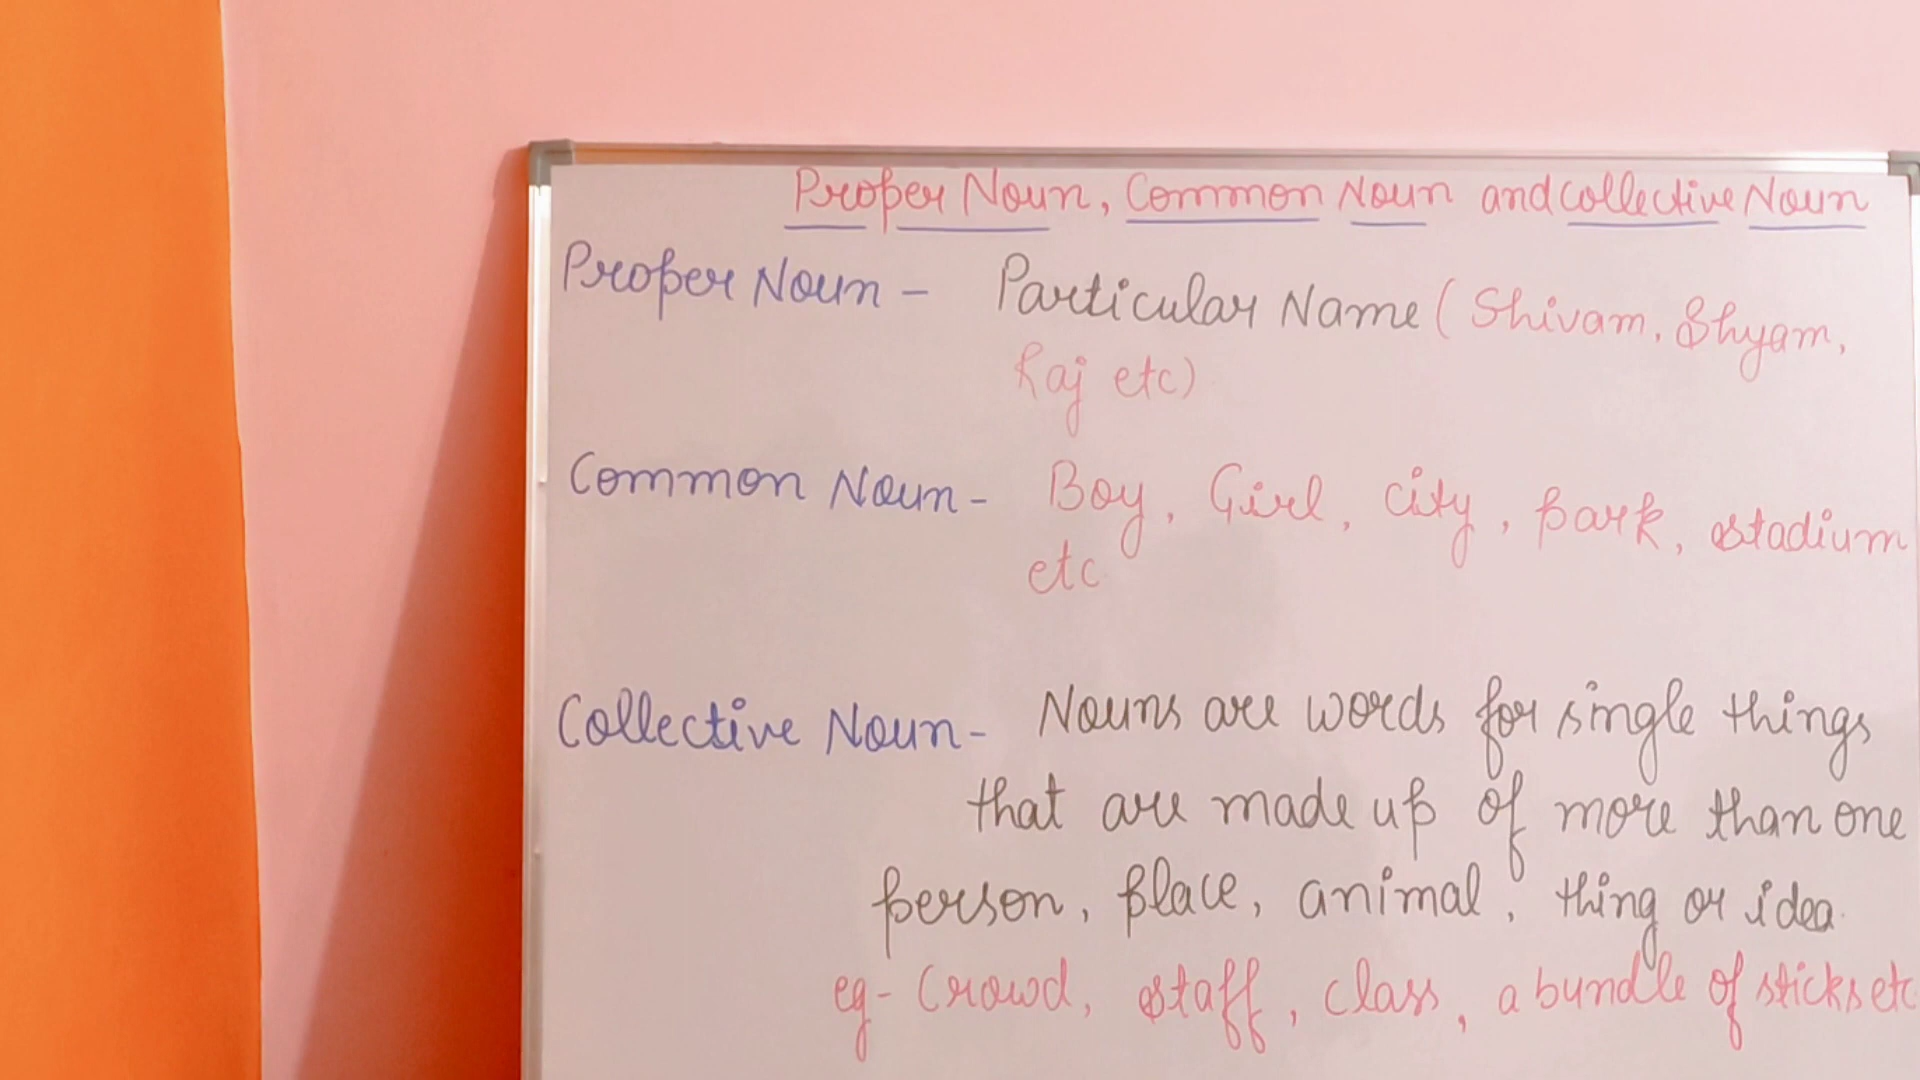 Proper Noun, Common Noun and collective Noun
Proper Noun - Particular Name ( Shivam, Shyam,
Raj etc)
Common Noun - Boy, Girl, city, park, stadium
etc
Collective Noun - Nouns are words for single things
that are made up of more than one
person, place, animal, thing or idea.
eg - Crowd, staff, class, a bundle of sticks etc